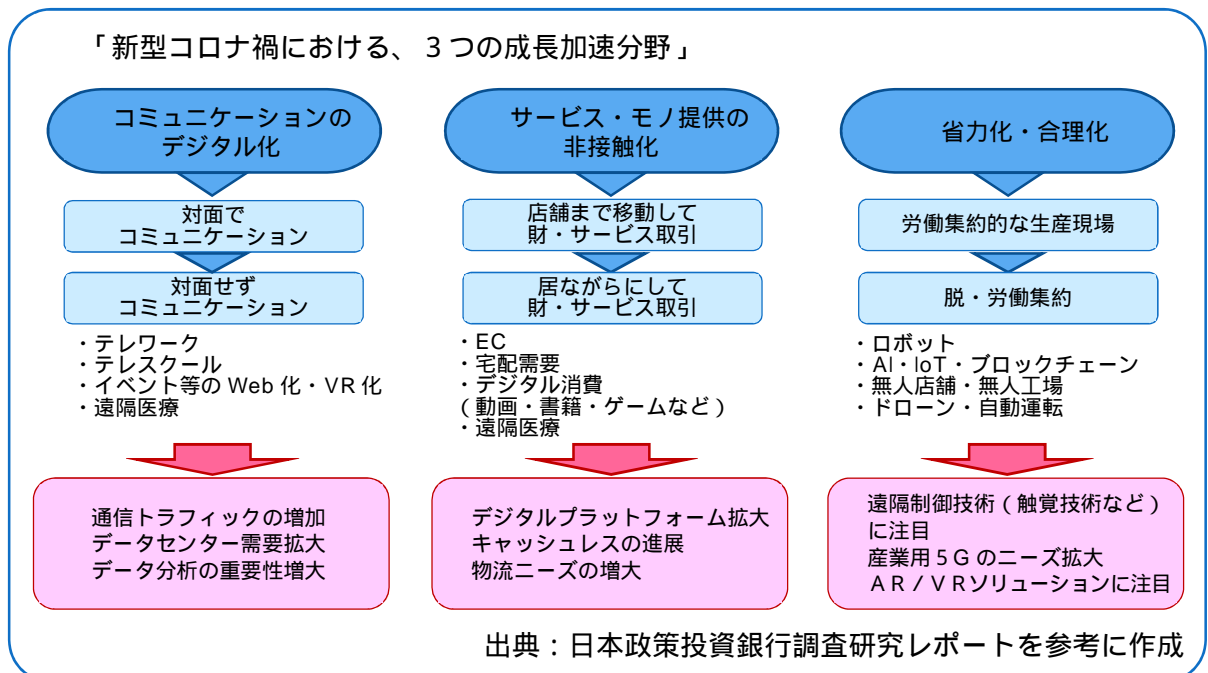 「新型コロナ禍における、3つの成長加速分野」
コミュニケーションの
デジタル化
対面で
コミュニケーション
対面せず
コミュニケーション
・テレワーク
・テレスクール
・イベント等の Web 化・VR 化
・遠隔医療
通信トラフィックの増加
データセンター需要拡大
データ分析の重要性増大
サービス・モノ提供の
非接触化
店舗まで移動して
財・サービス取引
居ながらにして
財・サービス取引
・EC
・宅配需要
・デジタル消費
(動画・書籍・ゲームなど)
・遠隔医療
デジタルプラットフォーム拡大
キャッシュレスの進展
物流ニーズの増大
省力化・合理化
労働集約的な生産現場
脱・労働集約
・ロボット
・AI・IoT・ブロックチェーン
・無人店舗・無人工場
・ドローン・自動運転
遠隔制御技術(触覚技術など)
に注目
産業用5Gのニーズ拡大
AR/VRソリューションに注目
出典:日本政策投資銀行調査研究レポートを参考に作成